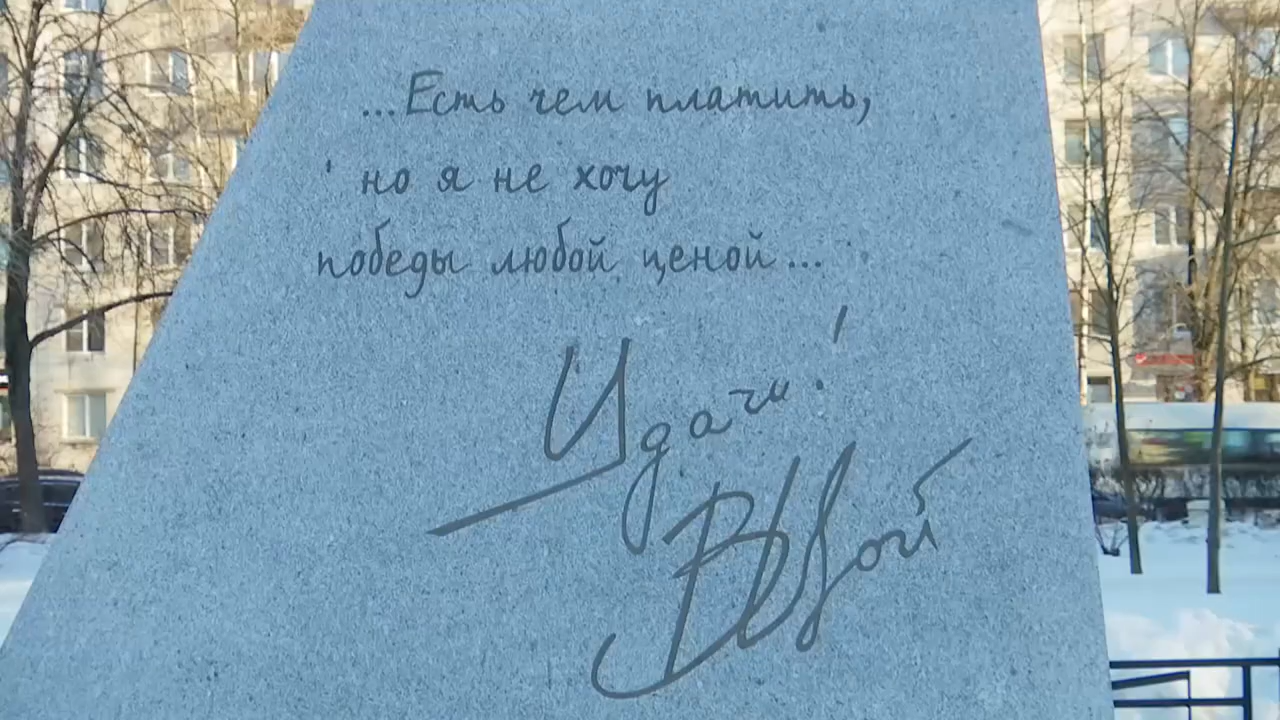 ...Есть чем платить,
но я не хочу
победы любой ценой...
Удачи!
ВЦой